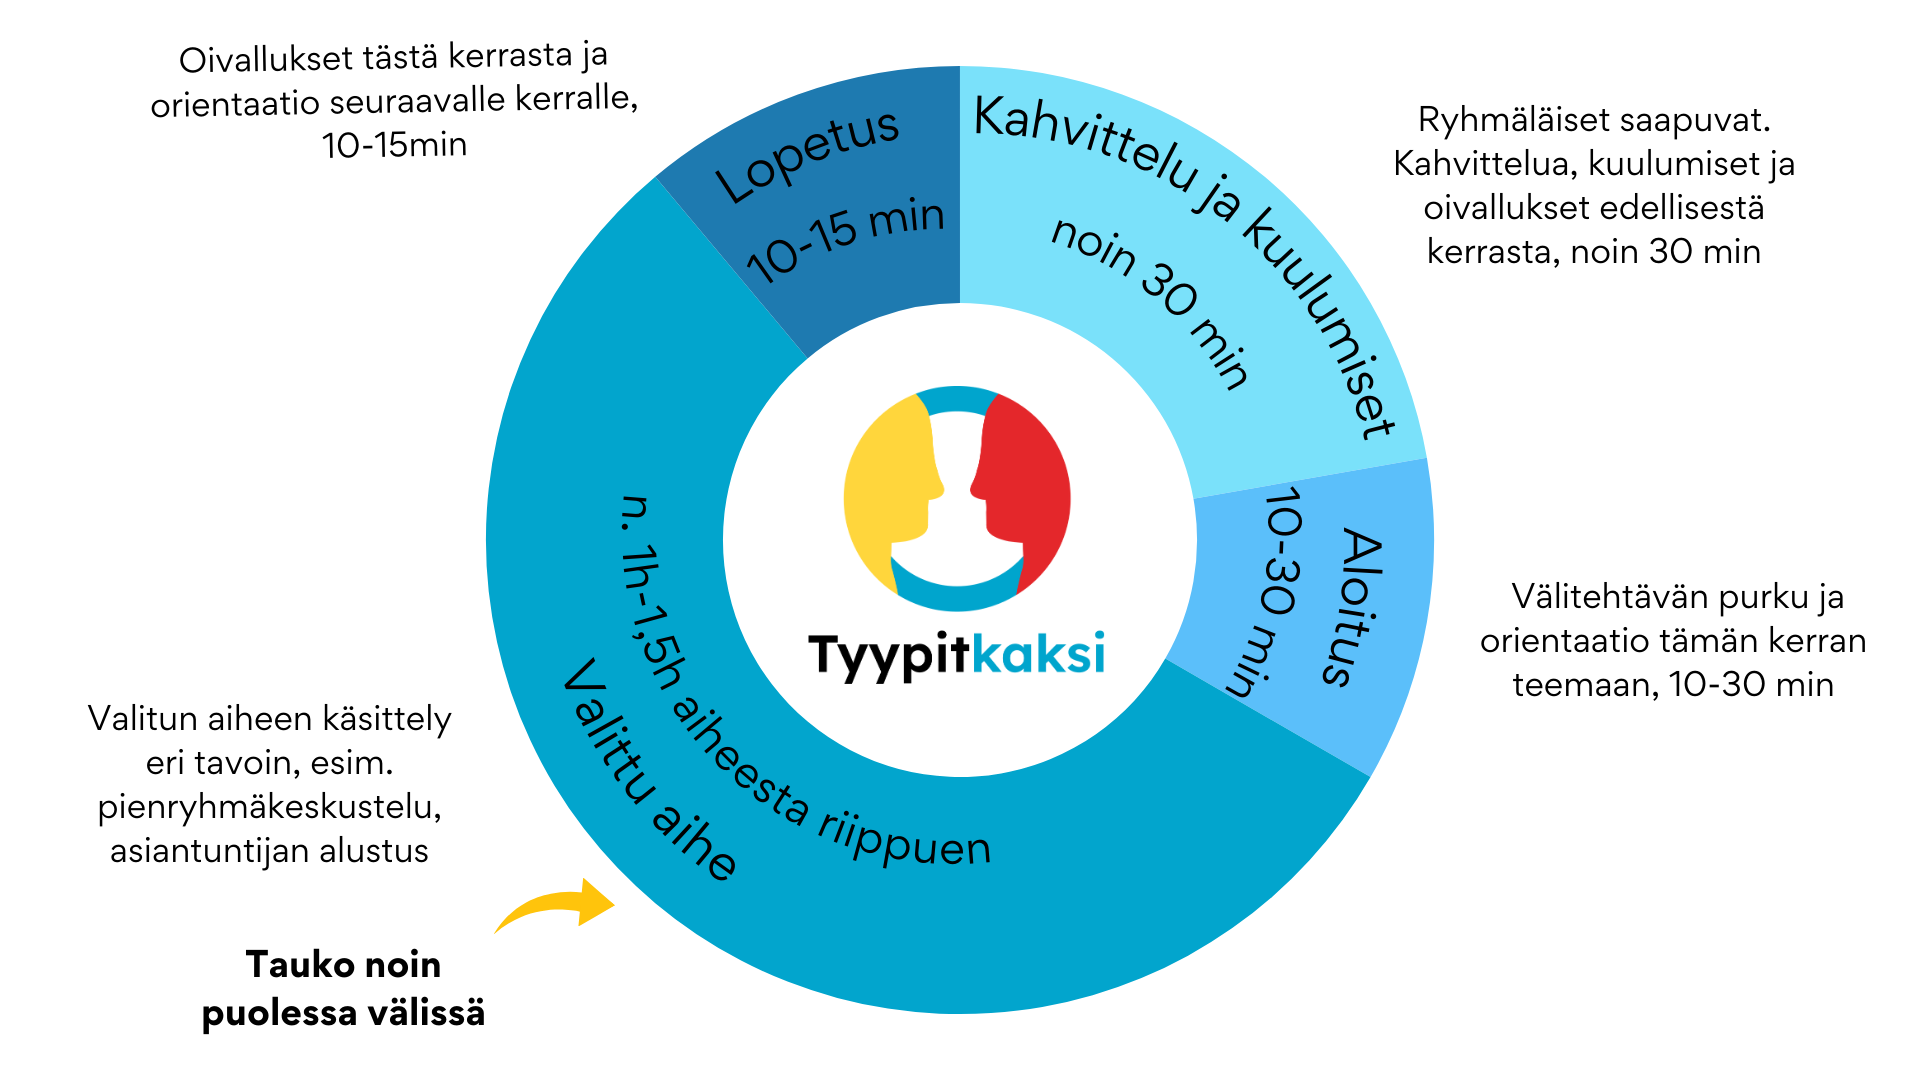 Oivallukset tästä kerrasta ja
orientaatio seuraavalle kerralle,
10-15min
Lopetus
10-15 min
Kahvittelu ja kuulumiset
noin 30 min
Ryhmäläiset saapuvat.
Kahvittelua, kuulumiset ja
oivallukset edellisestä
kerrasta, noin 30 min
Aloitus
10-30 min
Välitehtävän purku ja
orientaatio tämän kerran
teemaan, 10-30 min
Tyypitkaksi
Valittu aihe
n. 1h-1,5h aiheesta riippuen
Valitun aiheen käsittely
eri tavoin, esim.
pienryhmäkeskustelu,
asiantuntijan alustus
Tauko noin
puolessa välissä